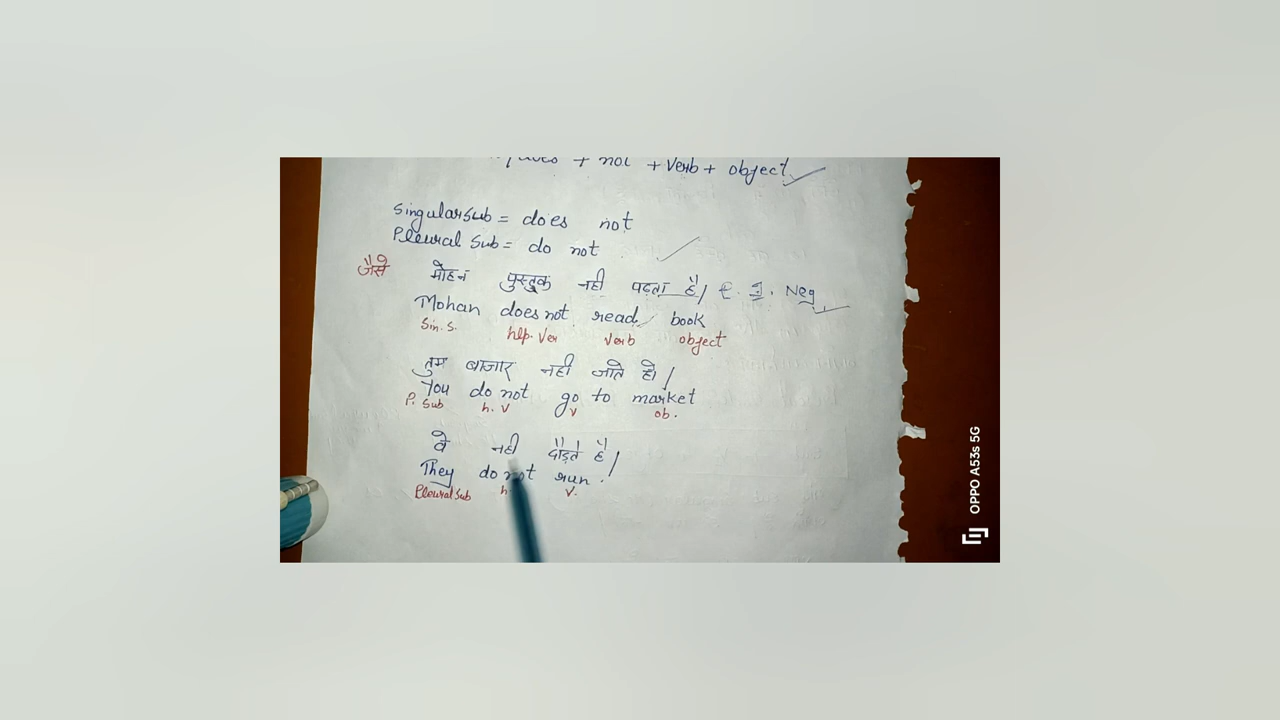 + not + Verb + object
Singular Sub = does not
Pleural Sub = do not
जैसे मोहन पुस्तक नही पढ़ता है/ Neg.
Mohan does not read book
Sin. S. hlp. Ver verb object
तुम बाजार नही जाते हो/
You do not go to market
P. Sub h. V v ob.
वे नही दौड़ते है/
They do not run.
Pleural Sub h. V.
OPPO A53s 5G